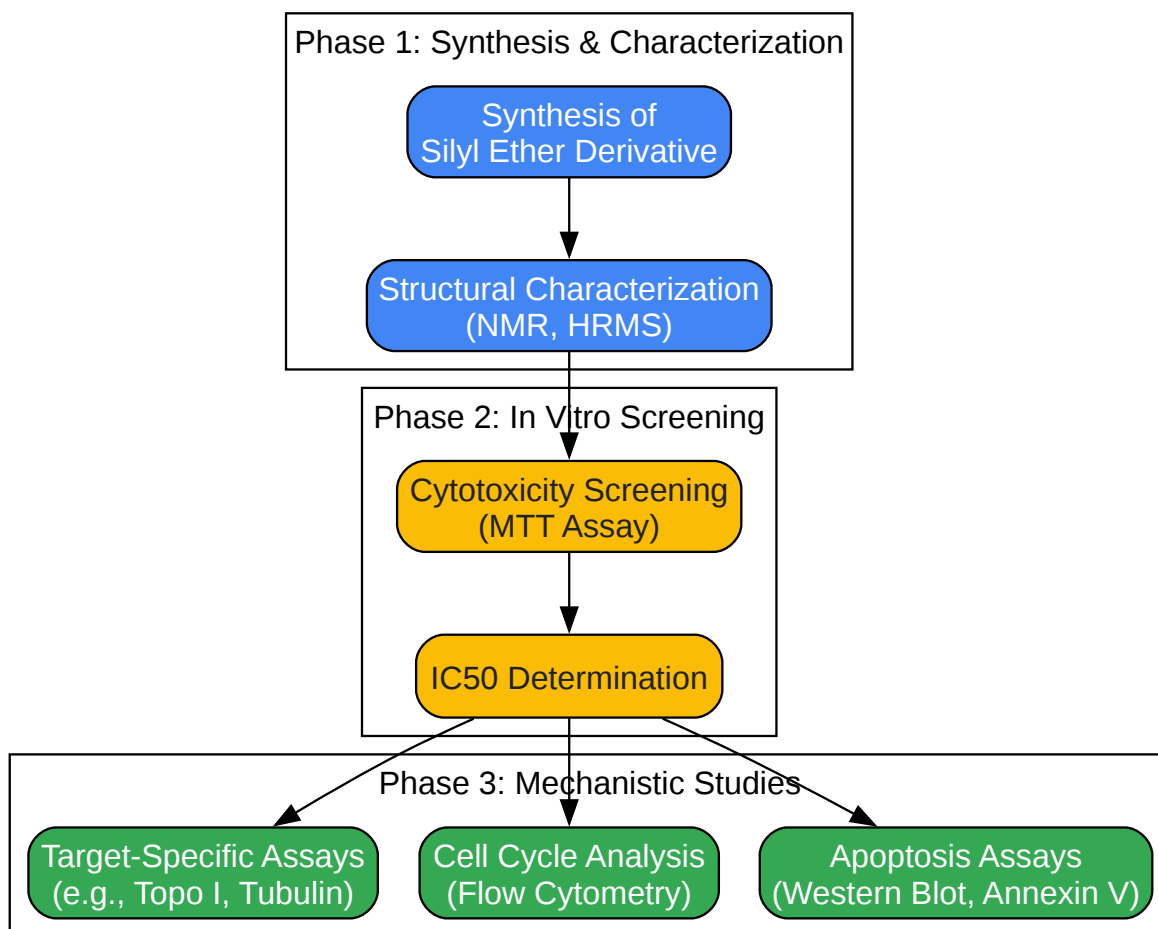 Phase 1: Synthesis & Characterization
Synthesis of
Silyl Ether Derivative
Structural Characterization
(NMR, HRMS)
Phase 2: In Vitro Screening
Cytotoxicity Screening
(MTT Assay)
IC50 Determination
Phase 3: Mechanistic Studies
Target-Specific Assays
(e.g., Topo I, Tubulin)
Cell Cycle Analysis
(Flow Cytometry)
Apoptosis Assays
(Western Blot, Annexin V)